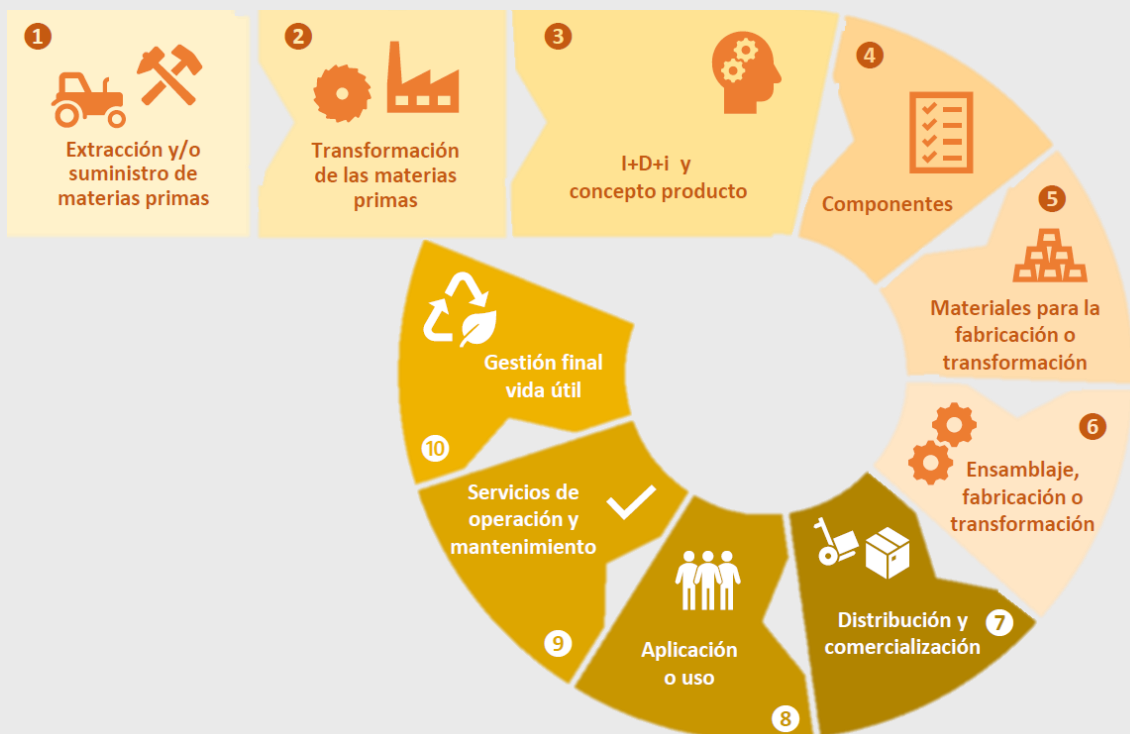 1
Extracción y/o
suministro de
materias primas
2
Transformación
de las materias
primas
3
I+D+i y
concepto producto
4
Componentes
5
Materiales para la
fabricación o
transformación
6
Ensamblaje,
fabricación o
transformación
7
Distribución y
comercialización
8
Aplicación
o uso
9
Servicios de
operación y
mantenimiento
10
Gestión final
vida útil